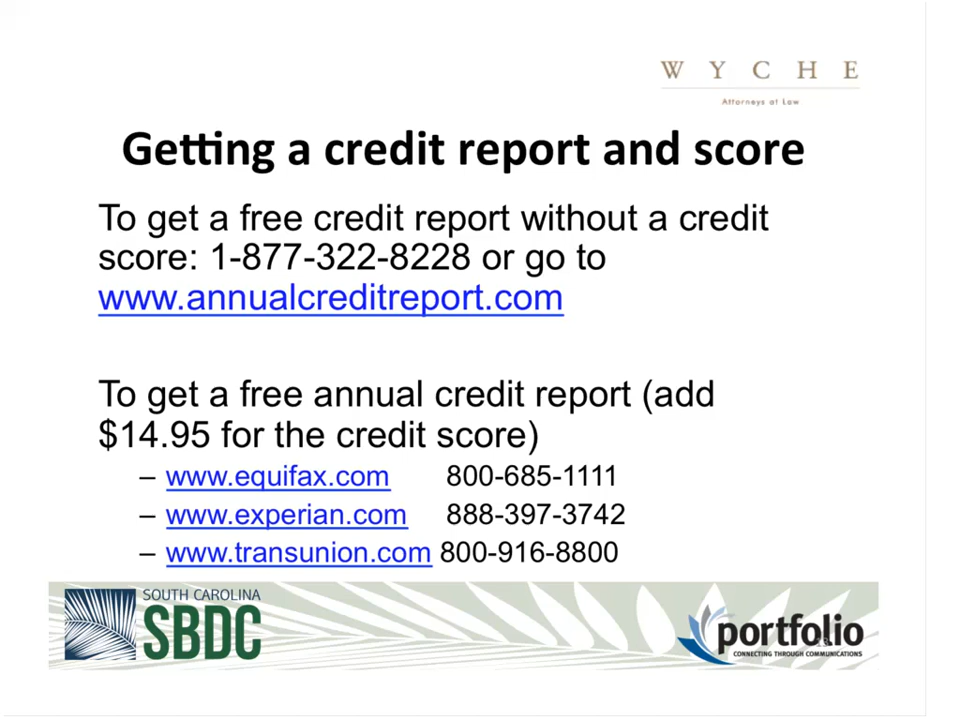 W Y C H E
Attorneys at Law
Getting a credit report and score
To get a free credit report without a credit
score: 1-877-322-8228 or go to
www.annualcreditreport.com
To get a free annual credit report (add
$14.95 for the credit score)
– www.equifax.com 800-685-1111
– www.experian.com 888-397-3742
– www.transunion.com 800-916-8800
SOUTH CAROLINA
SBDC
portfolio
CONNECTING THROUGH COMMUNICATIONS